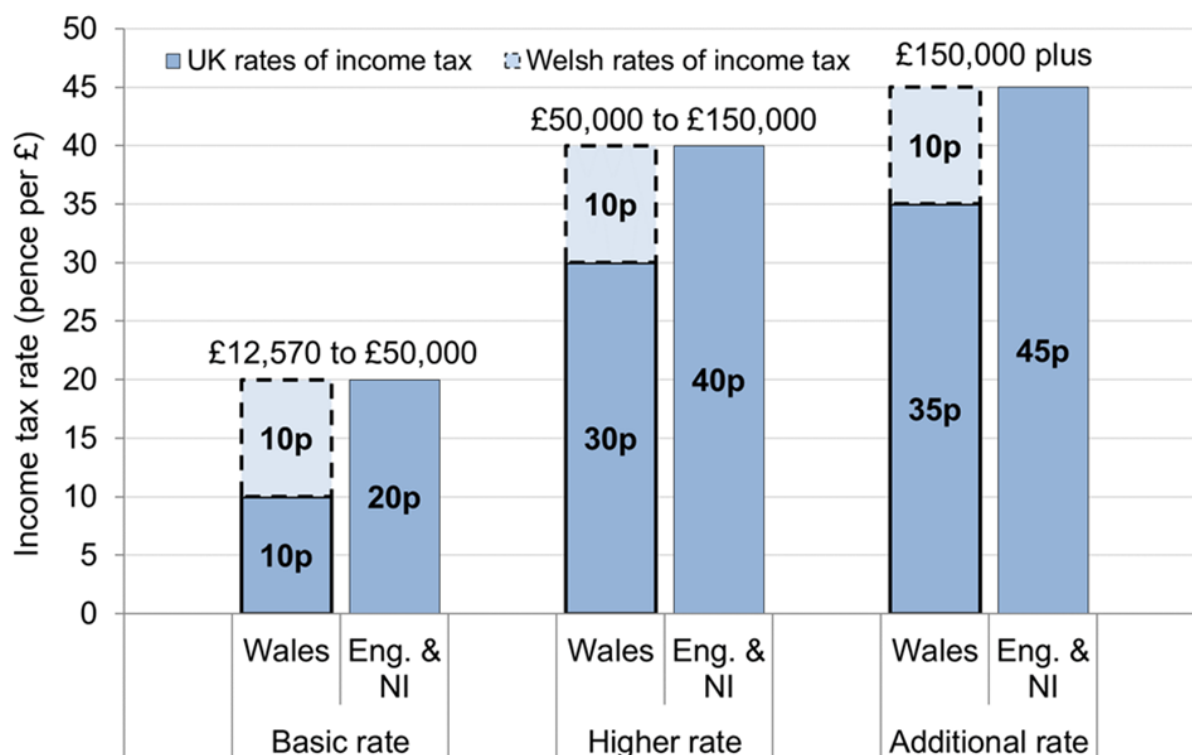 Income tax rate (pence per £)
50
45
40
35
30
25
20
15
10
5
0
UK rates of income tax
Welsh rates of income tax
£12,570 to £50,000
10p
10p
20p
£50,000 to £150,000
10p
30p
40p
£150,000 plus
10p
35p
45p
Wales
Eng. &
NI
Wales
Eng. &
NI
Wales
Eng. &
NI
Basic rate
Higher rate
Additional rate